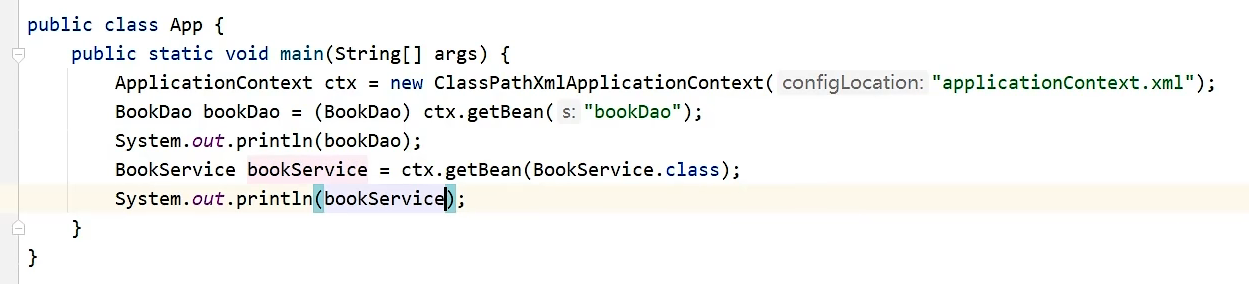 public class App {
    public static void main(String[] args) {
        ApplicationContext ctx = new ClassPathXmlApplicationContext( configLocation: "applicationContext.xml");
        BookDao bookDao = (BookDao) ctx.getBean( s: "bookDao");
        System.out.println(bookDao);
        BookService bookService = ctx.getBean(BookService.class);
        System.out.println(bookService);
    }
}